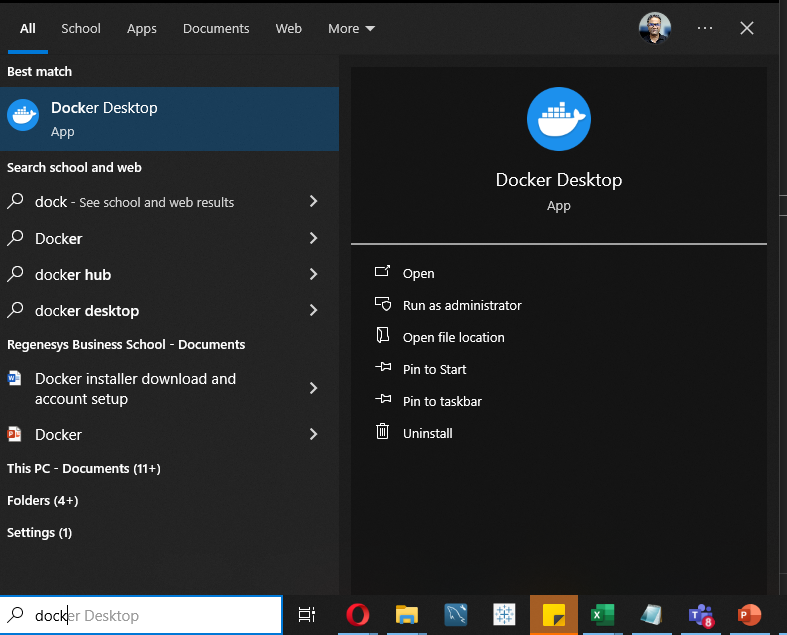 All School Apps Documents Web More
Best match
Docker Desktop
App
Search school and web
dock - See school and web results
Docker
docker hub
docker desktop
Regenesys Business School - Documents
Docker installer download and
account setup
Docker
This PC - Documents (11+)
Folders (4+)
Settings (1)
Docker Desktop
App
Open
Run as administrator
Open file location
Pin to Start
Pin to taskbar
Uninstall
docker Desktop
8